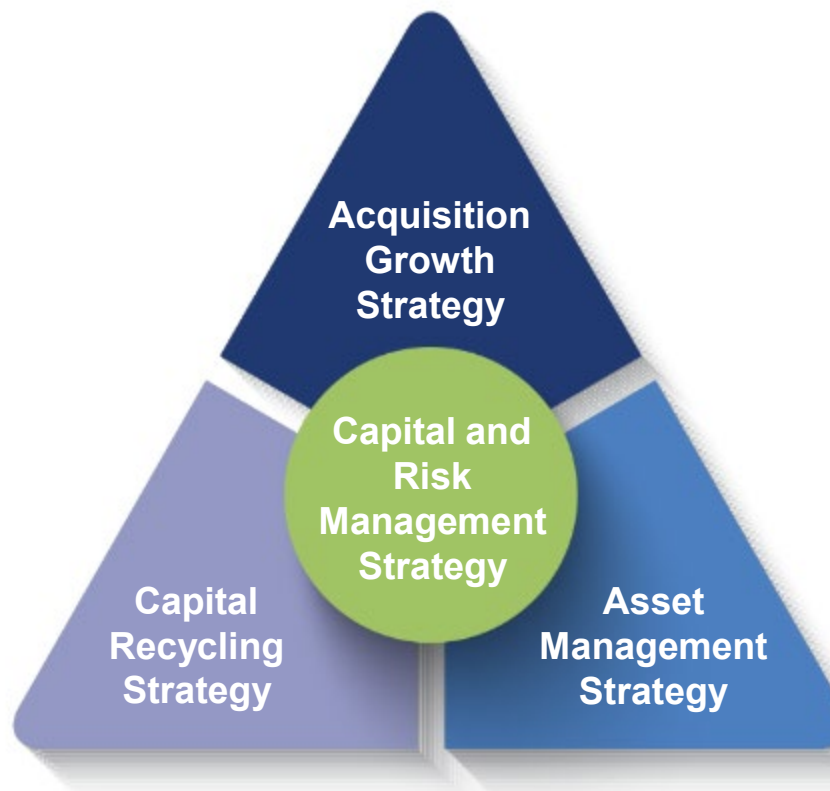 Acquisition
Growth
Strategy
Capital and
Risk
Management
Strategy
Capital
Recycling
Strategy
Asset
Management
Strategy